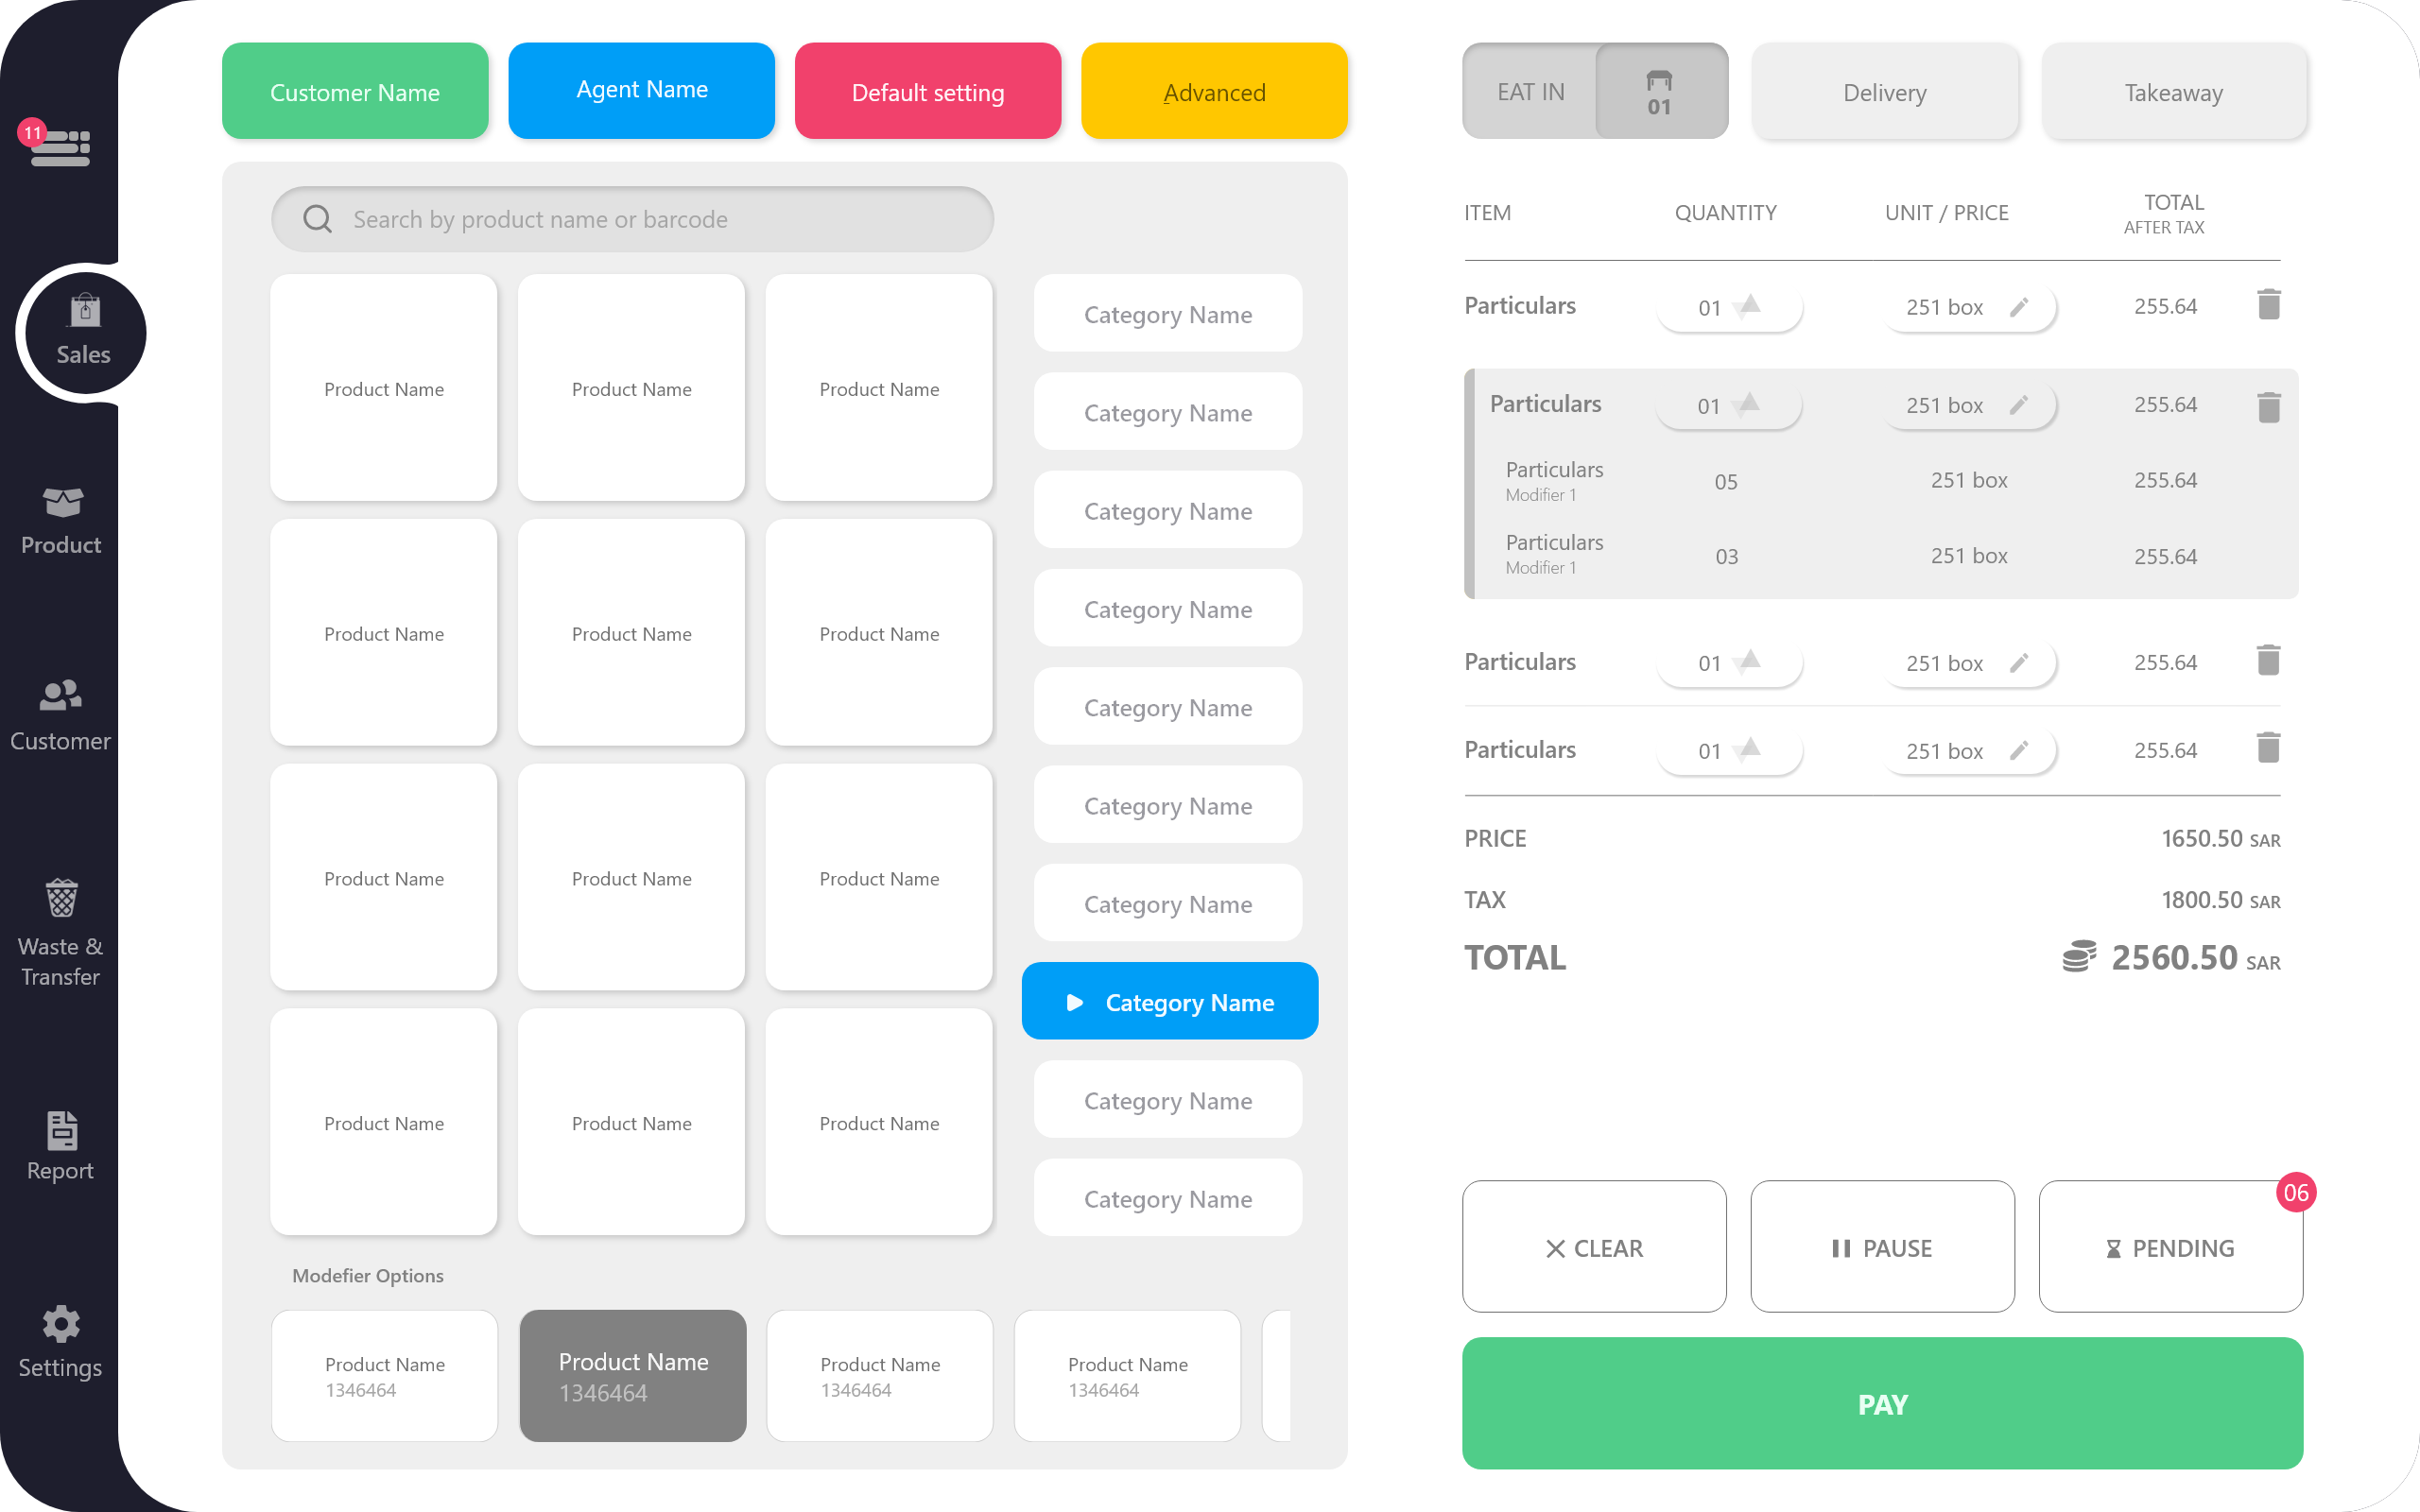 11
Sales
Product
Customer
Waste &
Transfer
Report
Settings
Customer Name
Agent Name
Default setting
Advanced
Search by product name or barcode
Product Name
Product Name
Product Name
Product Name
Product Name
Product Name
Product Name
Product Name
Product Name
Product Name
Product Name
Product Name
Category Name
Category Name
Category Name
Category Name
Category Name
Category Name
Category Name
Category Name
Category Name
Category Name
Modefier Options
Product Name
1346464
Product Name
1346464
Product Name
1346464
Product Name
1346464
EAT IN
01
Delivery
Takeaway
ITEM QUANTITY UNIT / PRICE TOTAL
AFTER TAX
Particulars 01 251 box 255.64
Particulars 01 251 box 255.64
Particulars 05 251 box 255.64
Modifier 1
Particulars 03 251 box 255.64
Modifier 1
Particulars 01 251 box 255.64
Particulars 01 251 box 255.64
PRICE 1650.50 SAR
TAX 1800.50 SAR
TOTAL 2560.50 SAR
CLEAR
PAUSE
PENDING
06
PAY